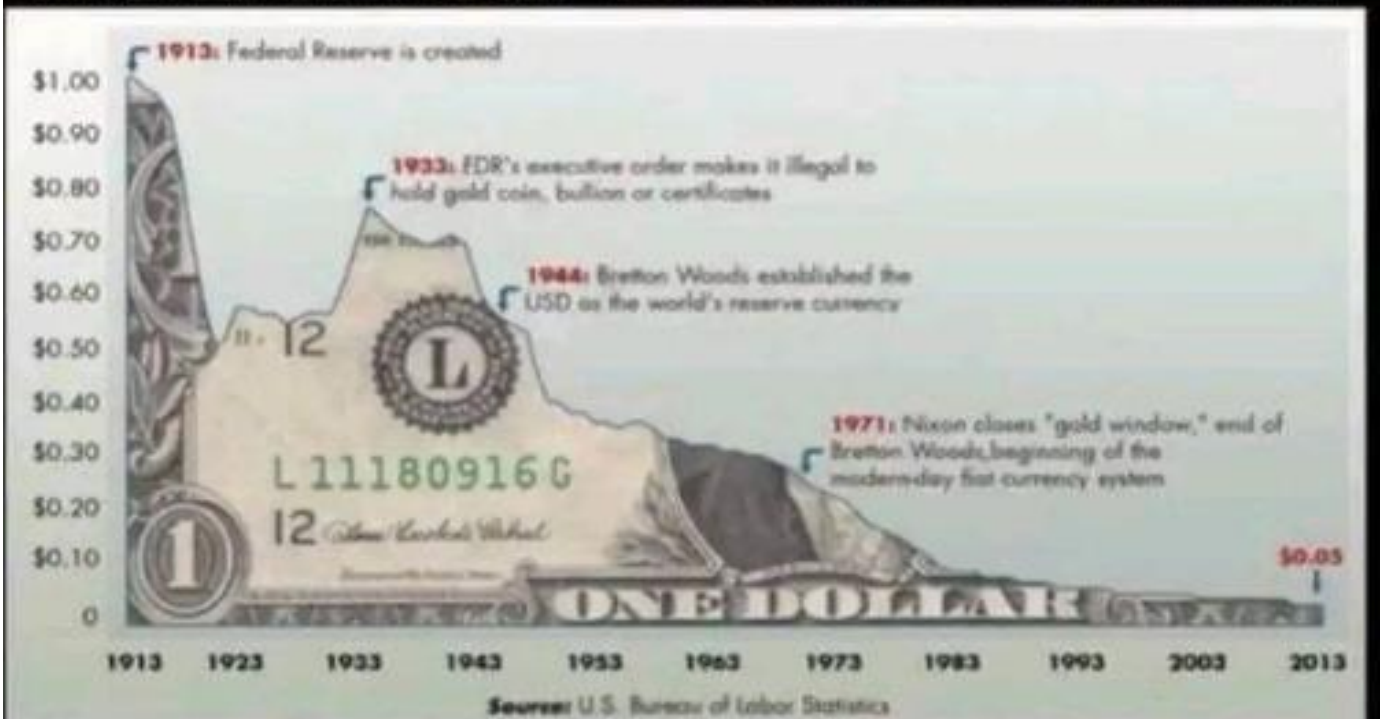 1913: Federal Reserve is created
$1.00
$0.90
1933: FDR's executive order makes it illegal to
hold gold coin, bullion or certificates
$0.80
$0.70
1944: Bretton Woods established the
USD as the world's reserve currency
$0.60
12
$0.50
L
$0.40
1971: Nixon closes "gold window," end of
Bretton Woods, beginning of the
modern-day fiat currency system
$0.30
L 11180916 G
$0.20
12
$0.10
1
$0.05
ONE DOLLAR
0
1913 1923 1933 1943 1953 1963 1973 1983 1993 2003 2013
Source: U.S. Bureau of Labor Statistics